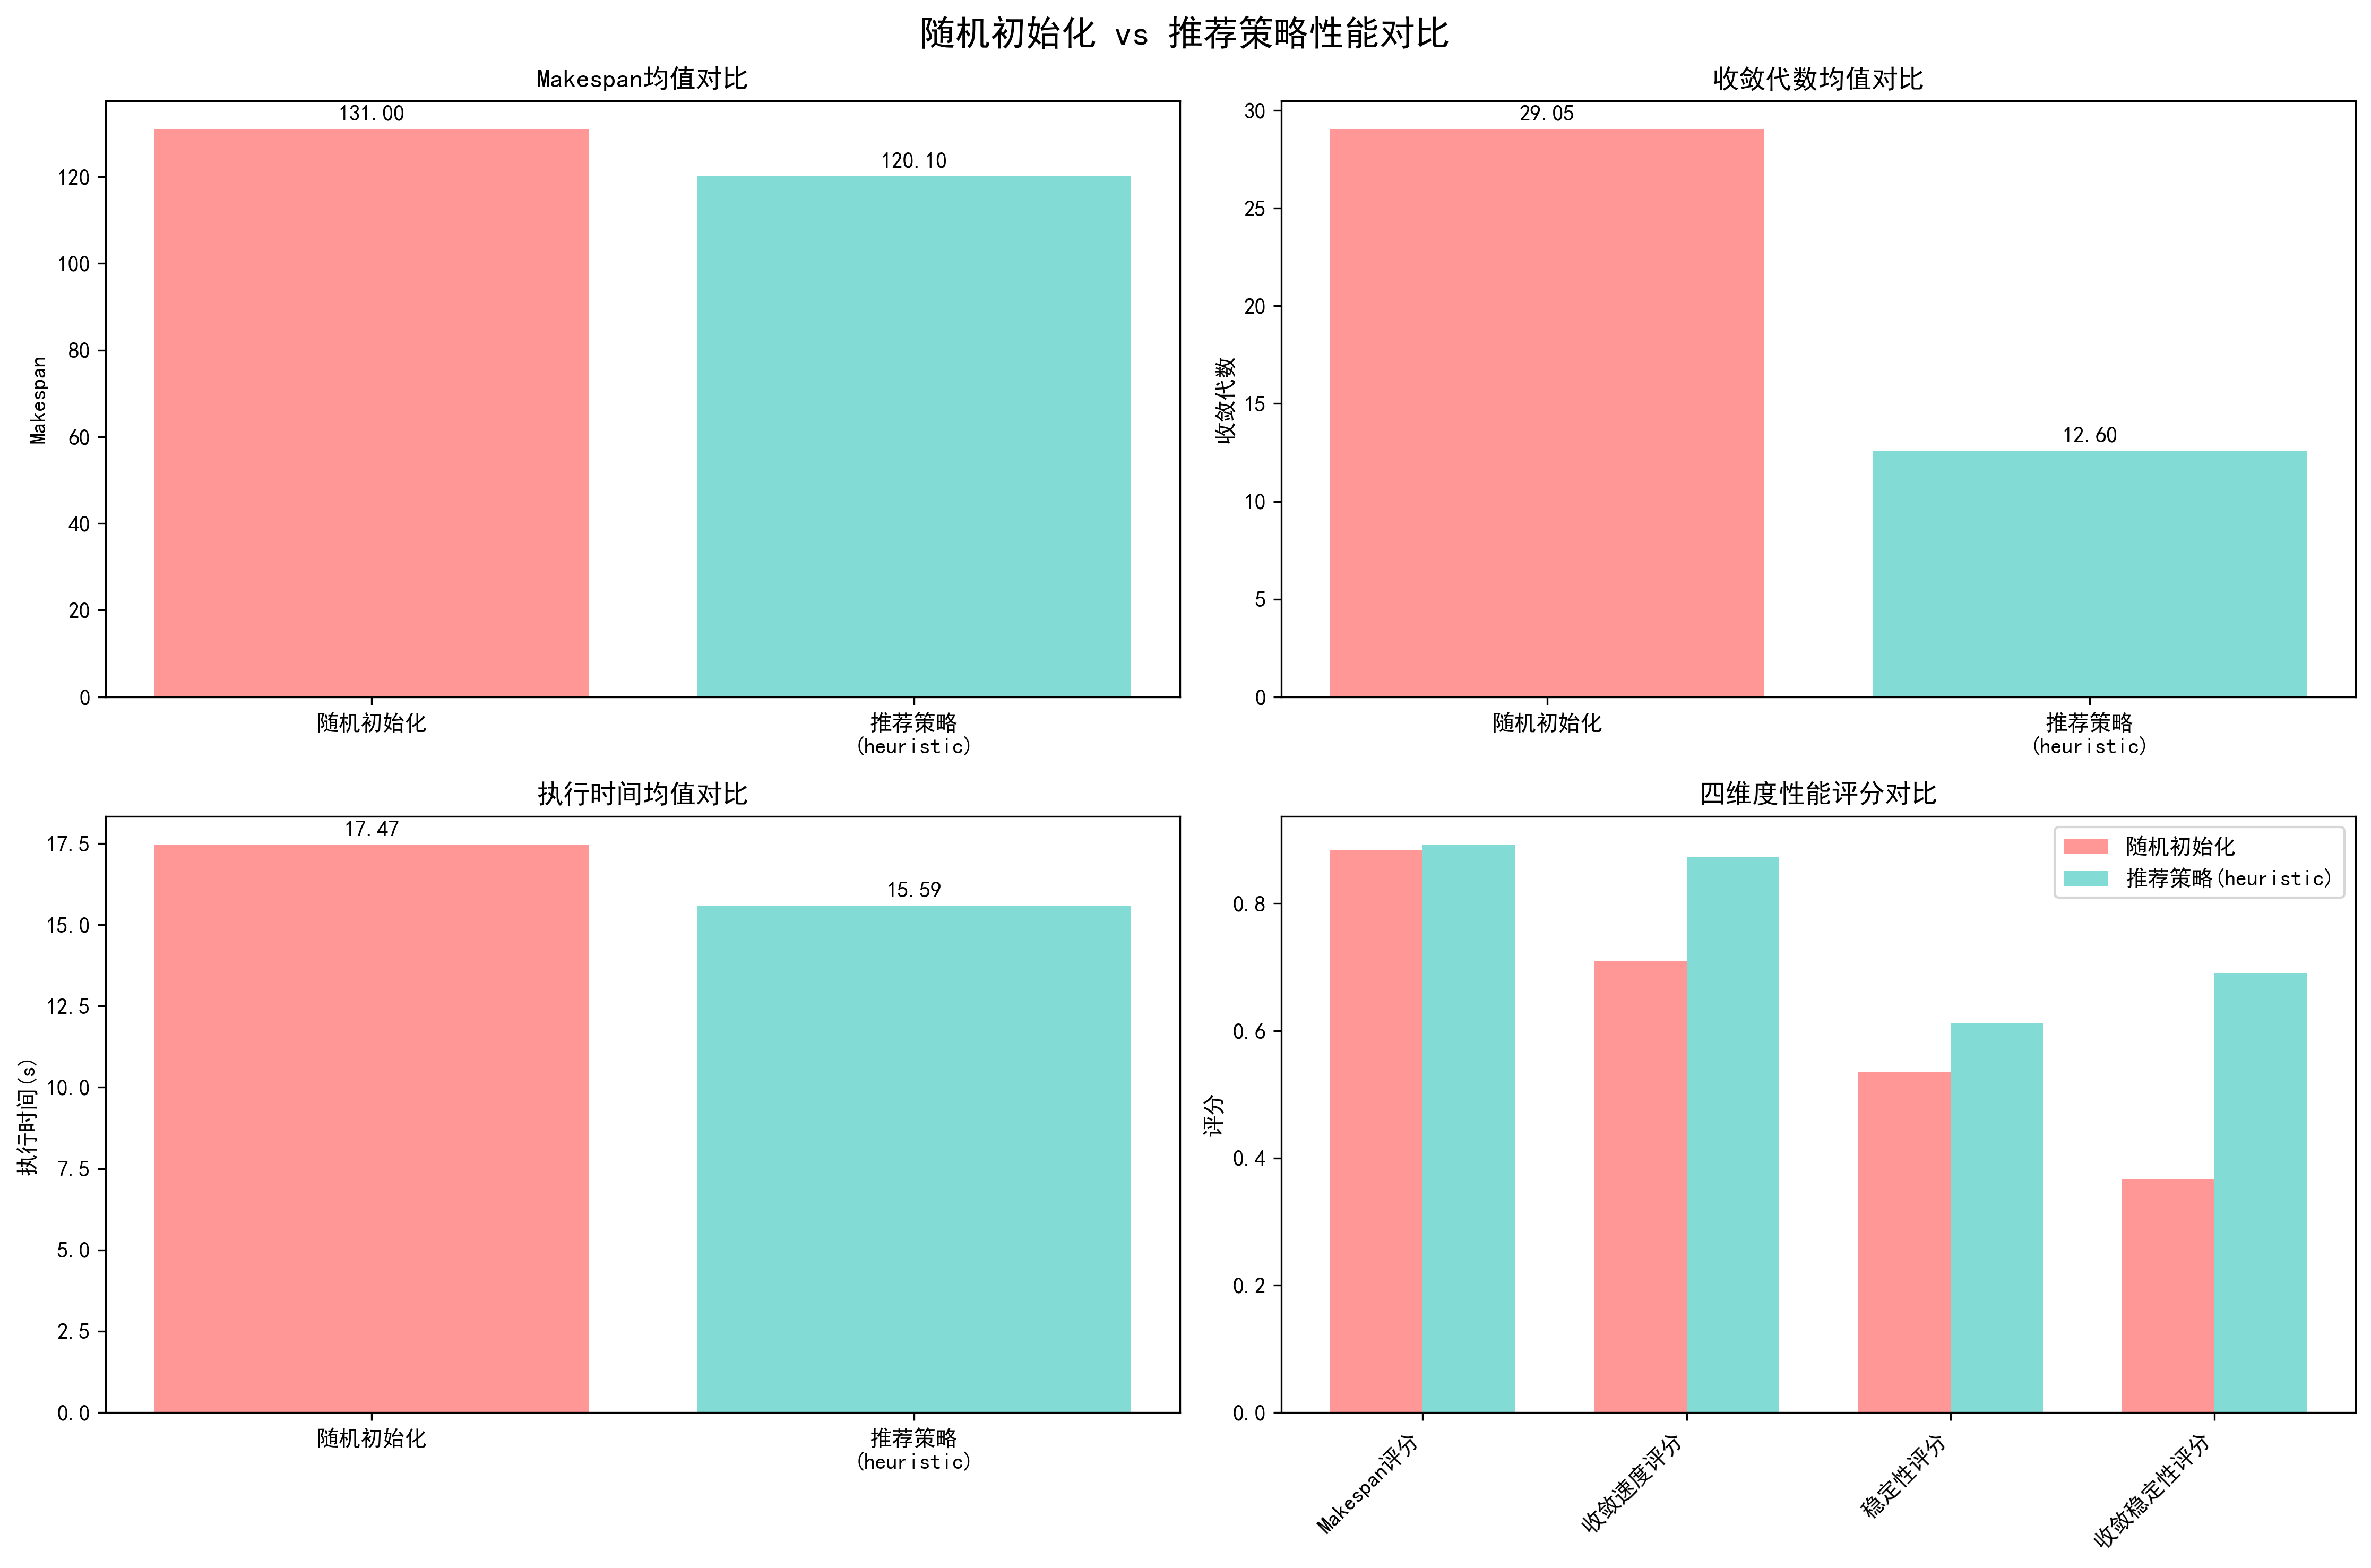 随机初始化 vs 推荐策略性能对比
Makespan均值对比
131.00
120.10
120
100
80
60
40
20
0
Makespan
随机初始化
推荐策略
(heuristic)
收敛代数均值对比
29.05
12.60
30
25
20
15
10
5
0
收敛代数
随机初始化
推荐策略
(heuristic)
执行时间均值对比
17.47
15.59
17.5
15.0
12.5
10.0
7.5
5.0
2.5
0.0
执行时间(s)
随机初始化
推荐策略
(heuristic)
四维度性能评分对比
随机初始化
推荐策略(heuristic)
0.8
0.6
0.4
0.2
0.0
评分
Makespan评分
收敛速度评分
稳定性评分
收敛稳定性评分